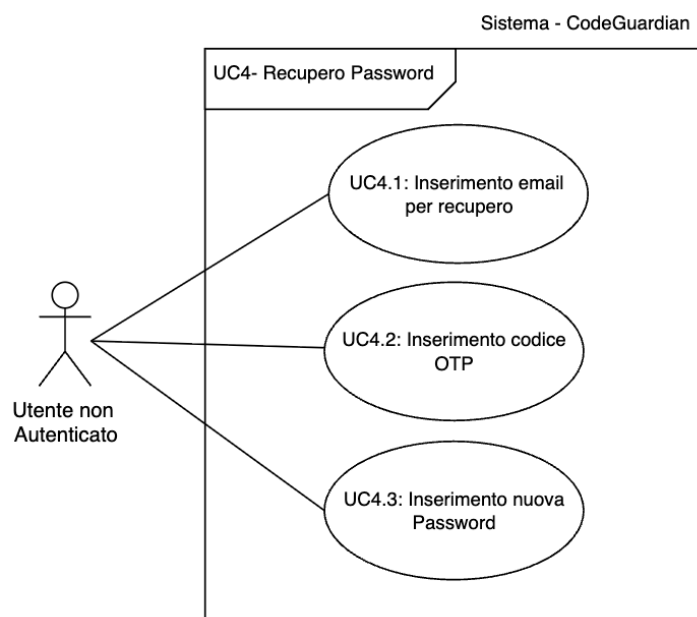 Sistema - CodeGuardian
UC4- Recupero Password
UC4.1: Inserimento email
per recupero
UC4.2: Inserimento codice
OTP
Utente non
Autenticato
UC4.3: Inserimento nuova
Password